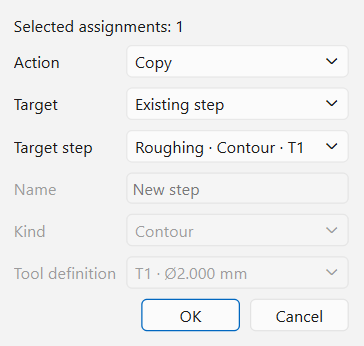 Selected assignments: 1
Action Copy
Target Existing step
Target step Roughing · Contour · T1
Name New step
Kind Contour
Tool definition T1 · Ø2.000 mm
OK Cancel